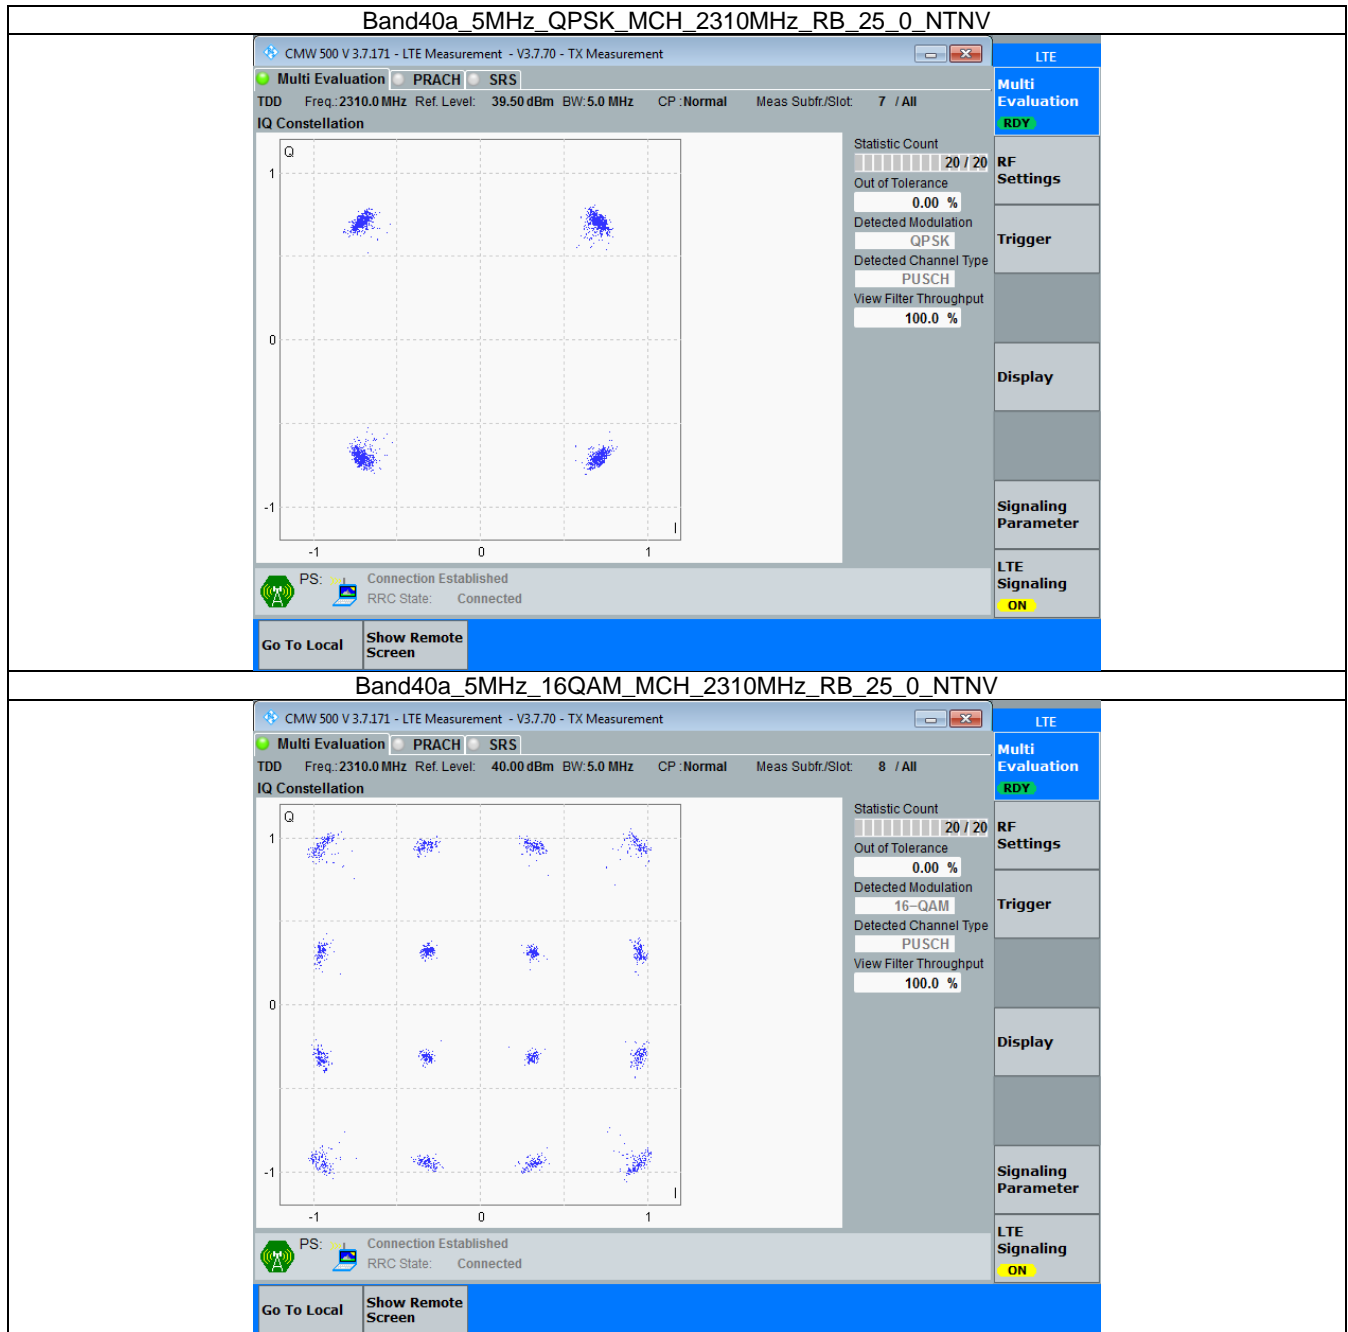 Band40a_5MHz_QPSK_MCH_2310MHz_RB_25_0_NTNV
CMW 500 V 3.7.171 - LTE Measurement - V3.7.70 - TX Measurement
LTE
Multi Evaluation PRACH SRS
Multi
Evaluation
RDY
TDD Freq.: 2310.0 MHz Ref. Level: 39.50 dBm BW: 5.0 MHz CP : Normal Meas Subfr./Slot: 7 / All
IQ Constellation
Q
1
0
-1
I
-1 0 1
Statistic Count
20 / 20
Out of Tolerance
0.00 %
Detected Modulation
QPSK
Detected Channel Type
PUSCH
View Filter Throughput
100.0 %
RF
Settings
Trigger
Display
Signaling
Parameter
LTE
Signaling
ON
PS: Connection Established
RRC State: Connected
Go To Local
Show Remote
Screen
Band40a_5MHz_16QAM_MCH_2310MHz_RB_25_0_NTNV
CMW 500 V 3.7.171 - LTE Measurement - V3.7.70 - TX Measurement
LTE
Multi Evaluation PRACH SRS
Multi
Evaluation
RDY
TDD Freq.: 2310.0 MHz Ref. Level: 40.00 dBm BW: 5.0 MHz CP : Normal Meas Subfr./Slot: 8 / All
IQ Constellation
Q
1
0
-1
I
-1 0 1
Statistic Count
20 / 20
Out of Tolerance
0.00 %
Detected Modulation
16-QAM
Detected Channel Type
PUSCH
View Filter Throughput
100.0 %
RF
Settings
Trigger
Display
Signaling
Parameter
LTE
Signaling
ON
PS: Connection Established
RRC State: Connected
Go To Local
Show Remote
Screen